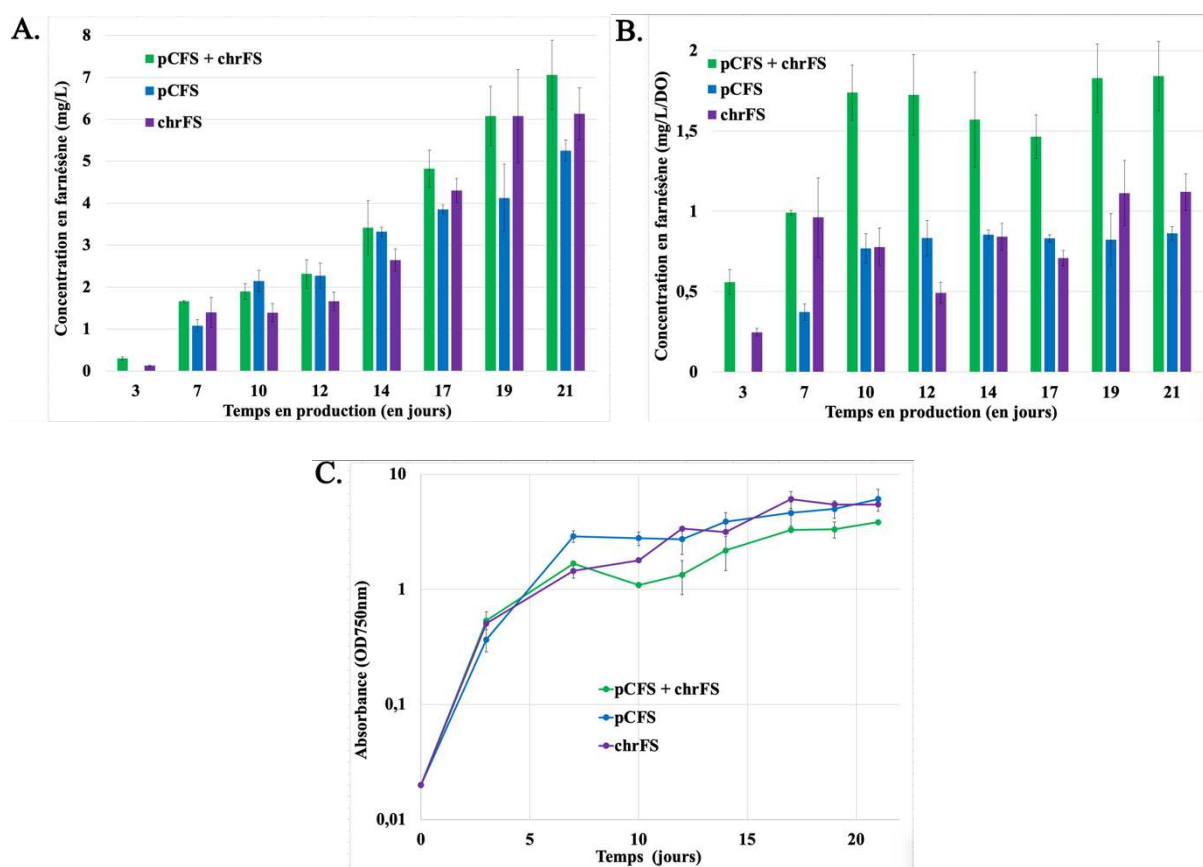 A.
Concentration en farnésène (mg/L)
8
7
6
5
4
3
2
1
0
pCFS + chrFS
pCFS
chrFS
3 7 10 12 14 17 19 21
Temps en production (en jours)
B.
Concentration en farnésène (mg/L/DO)
2
1,5
1
0,5
0
pCFS + chrFS
pCFS
chrFS
3 7 10 12 14 17 19 21
Temps en production (en jours)
C.
Absorbance (OD750nm)
10
1
0,1
0,01
pCFS + chrFS
pCFS
chrFS
0 5 10 15 20
Temps (jours)